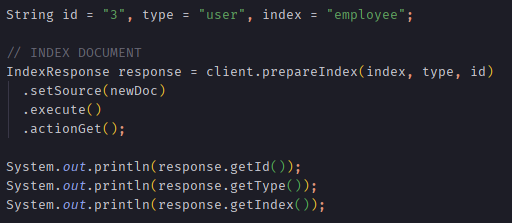 String id = "3", type = "user", index = "employee";
// INDEX DOCUMENT
IndexResponse response = client.prepareIndex(index, type, id)
.setSource(newDoc)
.execute()
.actionGet();
System.out.println(response.getId());
System.out.println(response.getType());
System.out.println(response.getIndex());